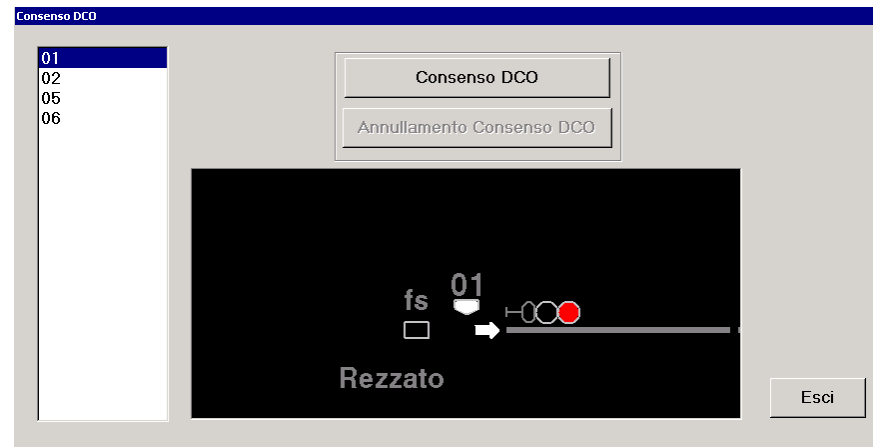 Consenso DCO
01
02
05
06
Consenso DCO
Annullamento Consenso DCO
fs
01
Rezzato
Esci